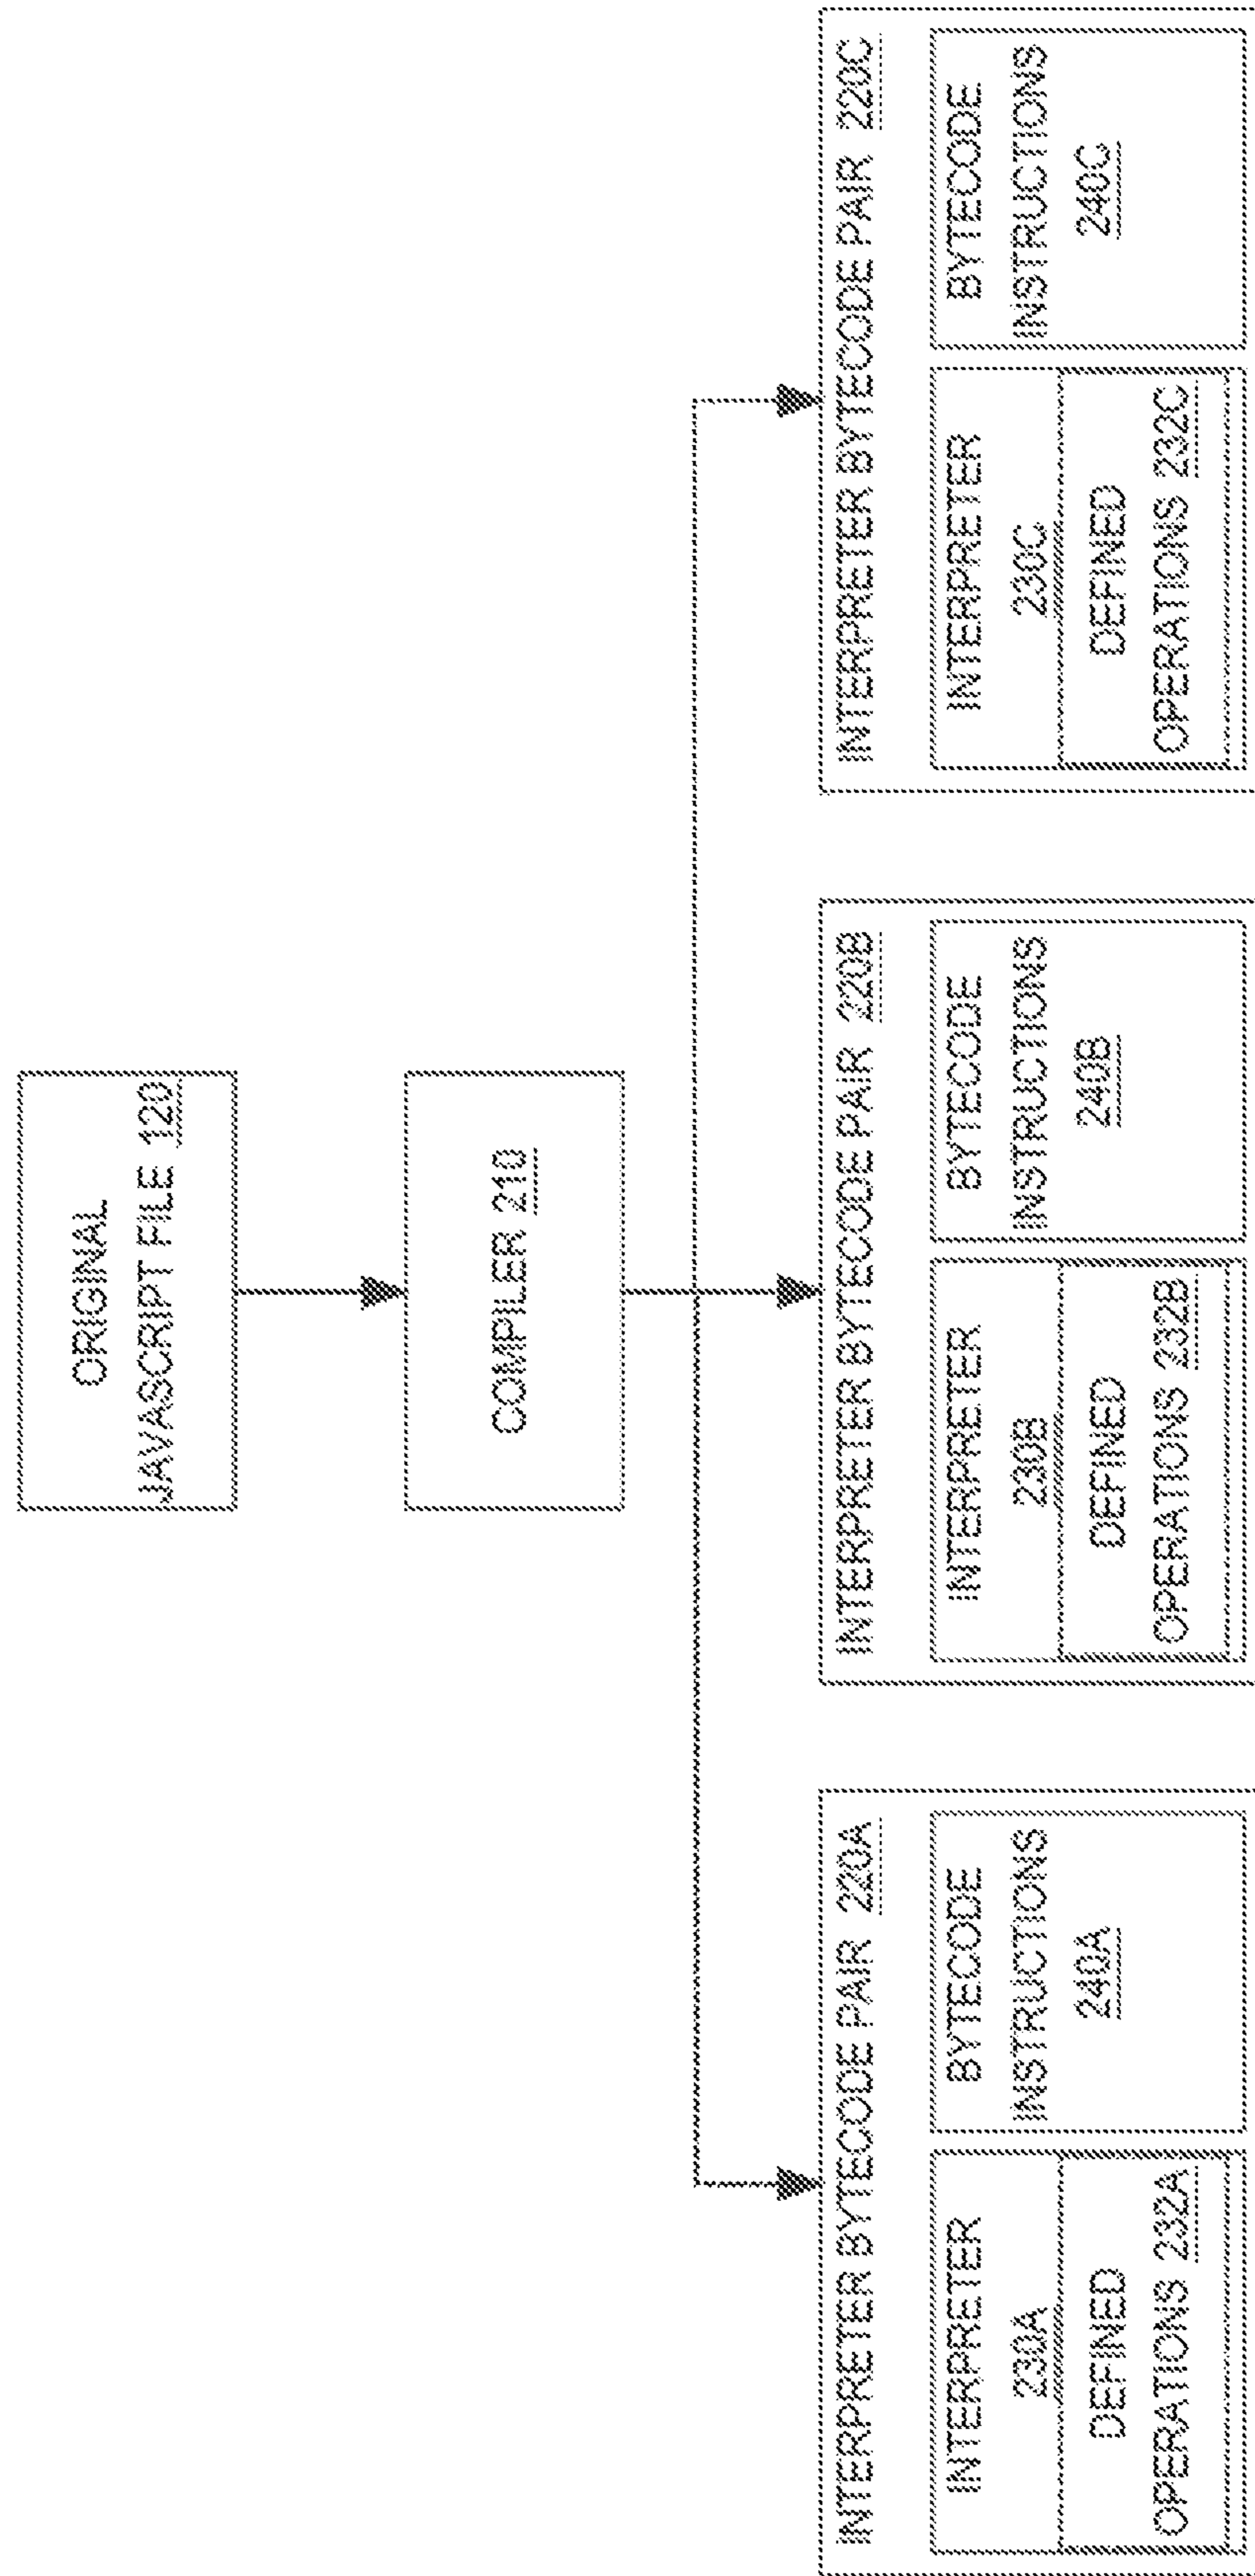 ORIGINAL
JAVASCRIPT FILE 120
COMPILER 210
INTERPRETER BYTECODE PAIR 220A
INTERPRETER
230A
DEFINED
OPERATIONS 232A
BYTECODE
INSTRUCTIONS
240A
INTERPRETER BYTECODE PAIR 220B
INTERPRETER
230B
DEFINED
OPERATIONS 232B
BYTECODE
INSTRUCTIONS
240B
INTERPRETER BYTECODE PAIR 220C
INTERPRETER
230C
DEFINED
OPERATIONS 232C
BYTECODE
INSTRUCTIONS
240C